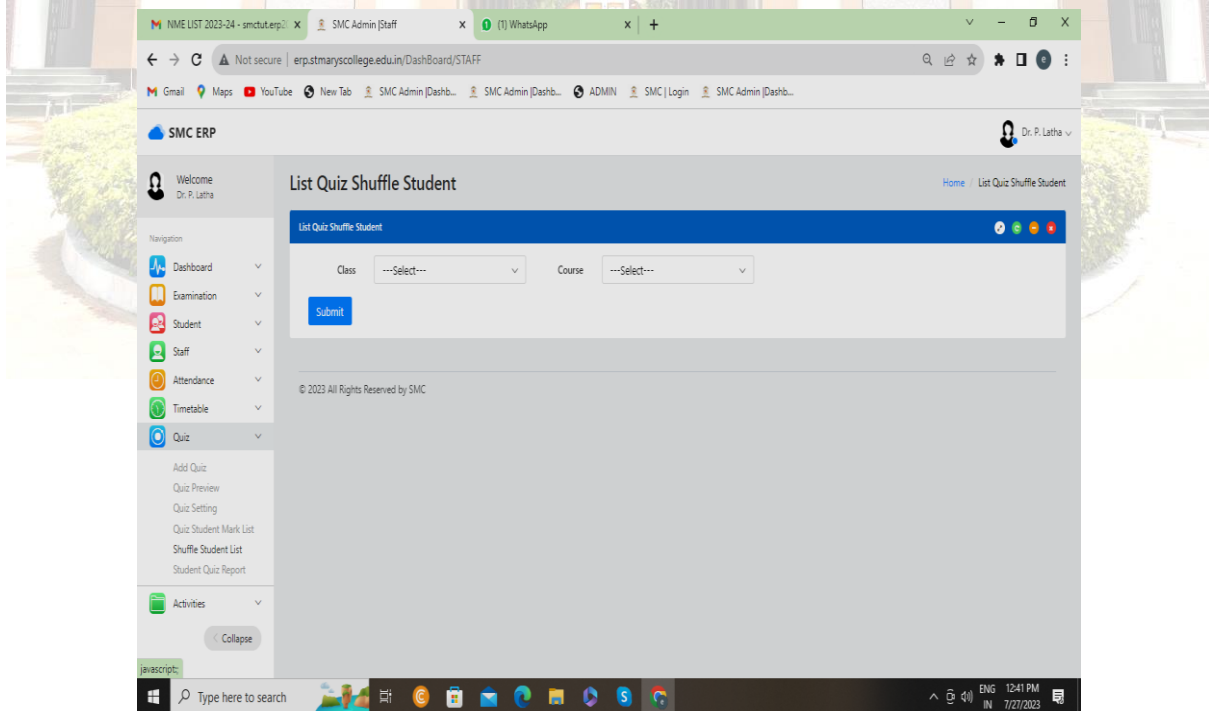 NME LIST 2023-24 - smctut.erp2
SMC Admin |Staff
(1) WhatsApp
Not secure | erp.stmaryscollege.edu.in/DashBoard/STAFF
Gmail Maps YouTube New Tab SMC Admin |Dashb... SMC Admin |Dashb... ADMIN SMC | Login SMC Admin |Dashb...
SMC ERP
Dr. P. Latha
Welcome
Dr. P. Latha
List Quiz Shuffle Student
Home / List Quiz Shuffle Student
Navigation
List Quiz Shuffle Student
Dashboard
Class ---Select--- Course ---Select---
Examination
Submit
Student
Staff
Attendance
© 2023 All Rights Reserved by SMC
Timetable
Quiz
Add Quiz
Quiz Preview
Quiz Setting
Quiz Student Mark List
Shuffle Student List
Student Quiz Report
Activities
Collapse
javascript:;
Type here to search
ENG 12:41 PM
IN 7/27/2023